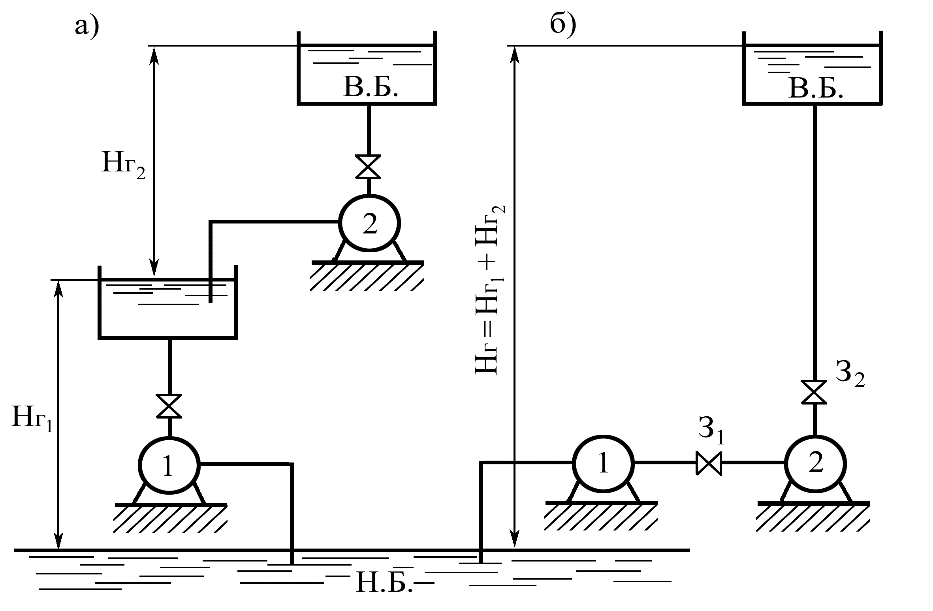 а)
б)
В.Б.
В.Б.
Нг₂
2
Нг = Нг₁ + Нг₂
Нг₁
З₂
З₁
1
1
2
Н.Б.